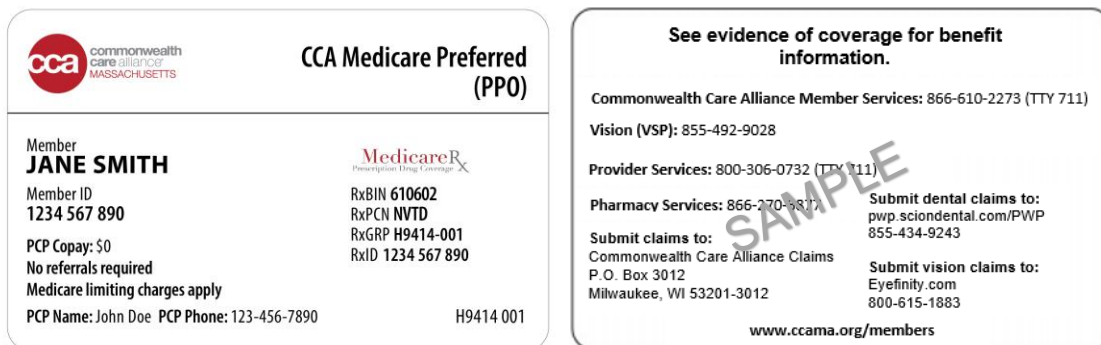 cca
commonwealth
care alliance®
MASSACHUSETTS
CCA Medicare Preferred
(PPO)
Member
JANE SMITH
Member ID
1234 567 890
PCP Copay: $0
No referrals required
Medicare limiting charges apply
PCP Name: John Doe PCP Phone: 123-456-7890
MedicareRx
Prescription Drug Coverage
RxBIN 610602
RxPCN NVTD
RxGRP H9414-001
RxID 1234 567 890
H9414 001
See evidence of coverage for benefit
information.
Commonwealth Care Alliance Member Services: 866-610-2273 (TTY 711)
Vision (VSP): 855-492-9028
Provider Services: 800-306-0732 (TTY 711)
Pharmacy Services:
SAMPLE
Submit claims to:
Commonwealth Care Alliance Claims
P.O. Box 3012
Milwaukee, WI 53201-3012
Submit dental claims to:
pwp.sciondental.com/PWP
855-434-9243
Submit vision claims to:
Eyefinity.com
800-615-1883
www.ccama.org/members